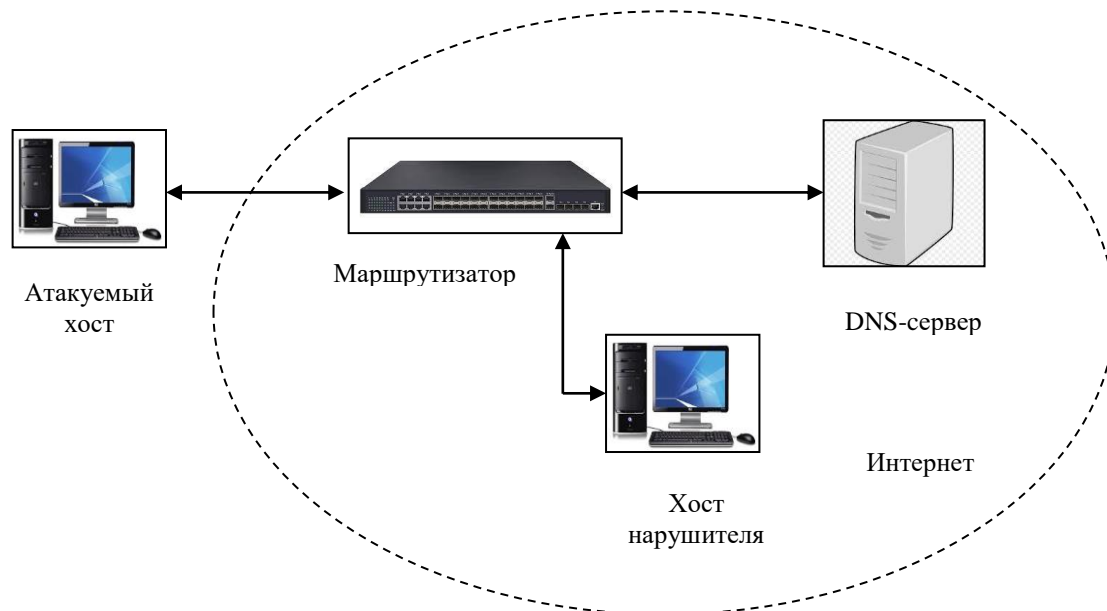 Атакуемый
хост
Маршрутизатор
DNS-сервер
Хост
нарушителя
Интернет